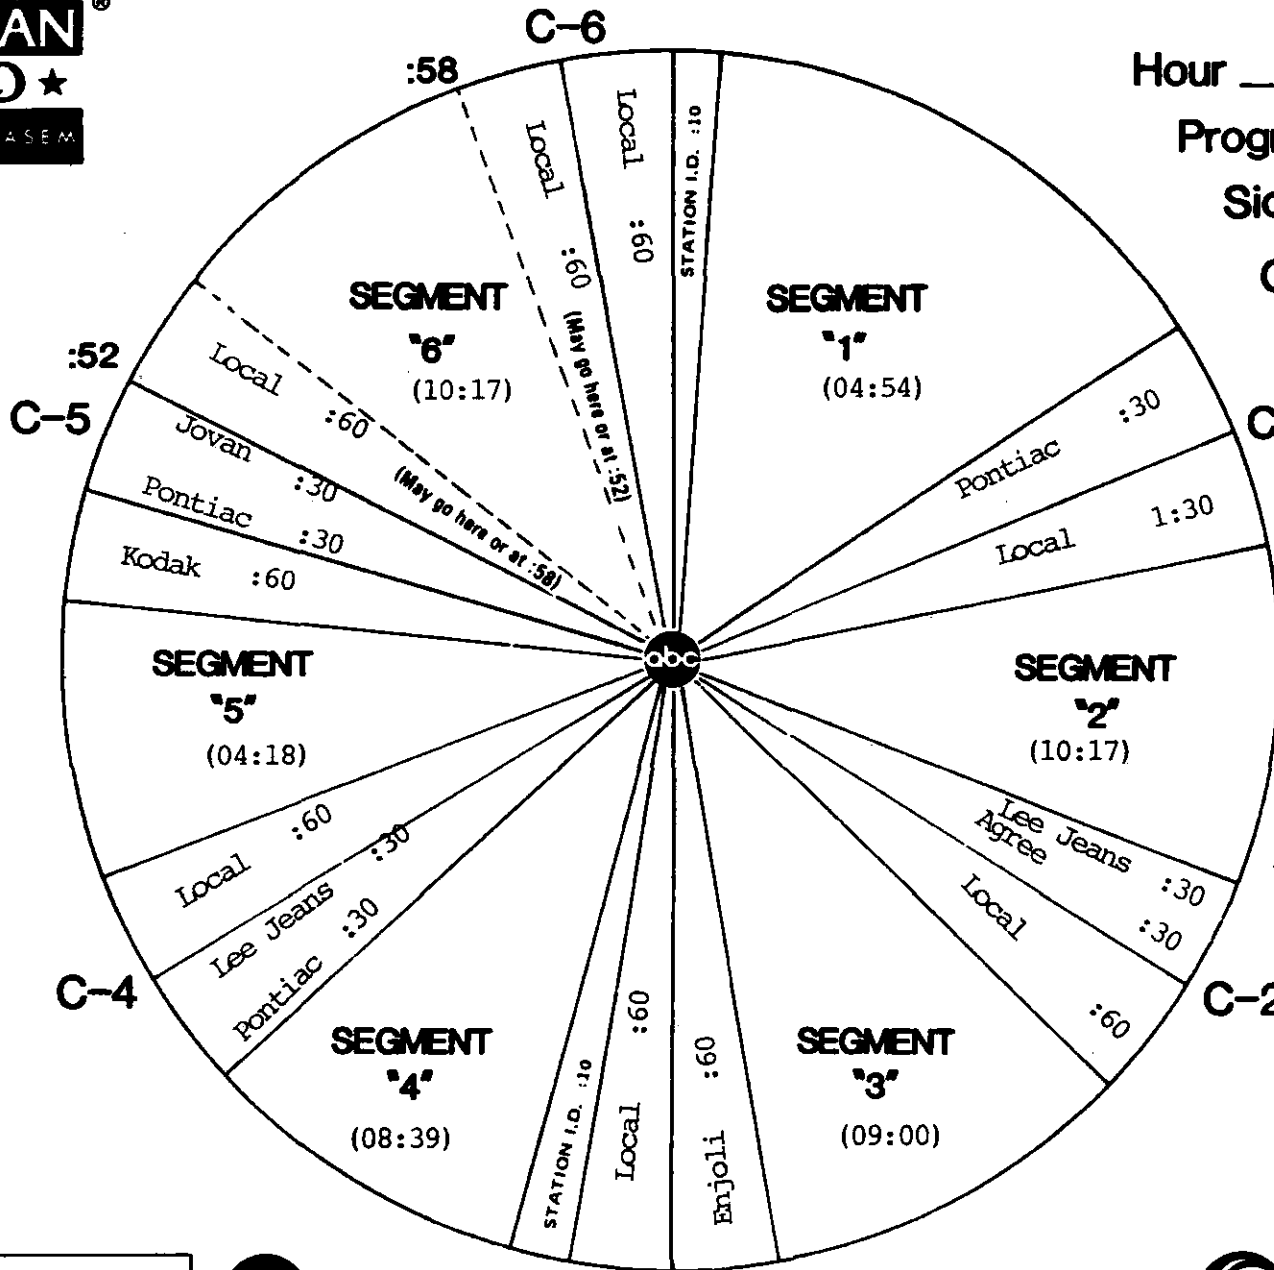 AN
®
ASEM
Hour
C-6
:58
Local :60
STATION I.D. :10
SEGMENT
"1"
(04:54)
Pontiac :30
Local 1:30
SEGMENT
"2"
(10:17)
Lee Jeans :30
Agree :30
Local :60
C-2
SEGMENT
"3"
(09:00)
Enjoli :60
Local :60
STATION I.D. :10
SEGMENT
"4"
(08:39)
C-4
Pontiac :30
Lee Jeans :30
Local :60
SEGMENT
"5"
(04:18)
Kodak :60
Pontiac :30
Jovan :30
C-5
:52
Local :60
(May go here or at :58)
SEGMENT
"6"
(10:17)
Local :60
(May go here or at :52)
abc